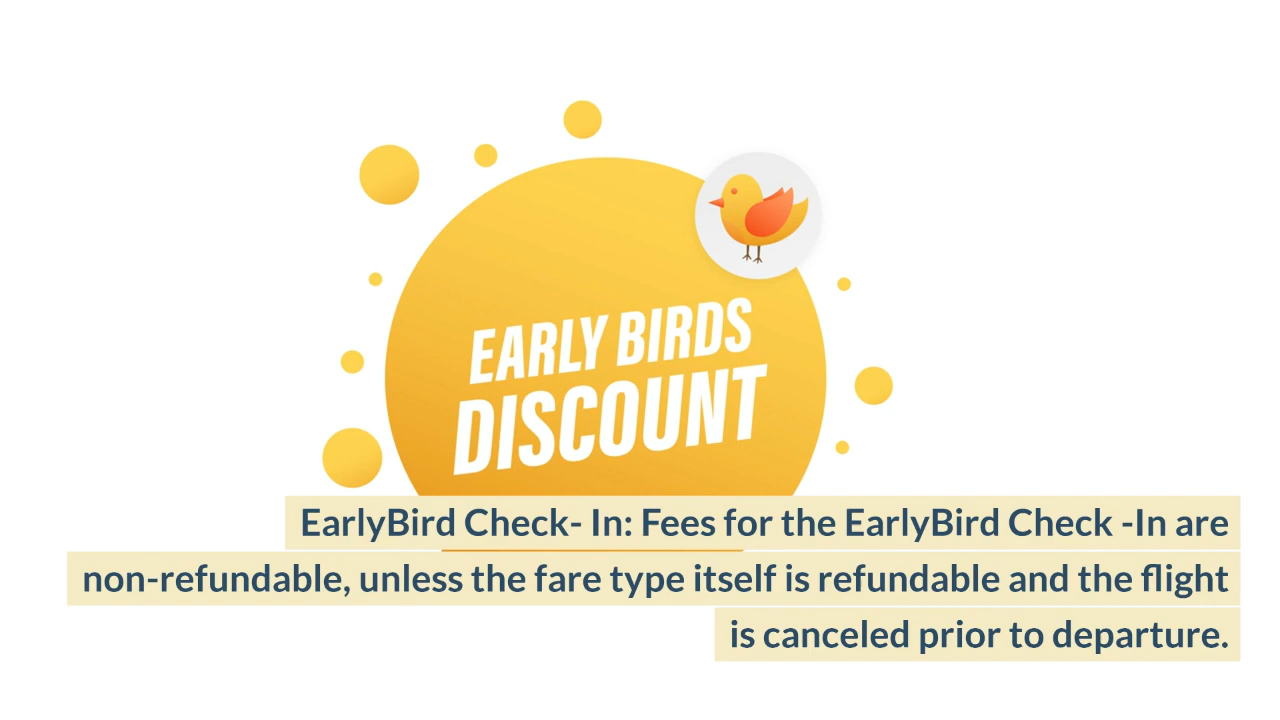 EARLY BIRDS
DISCOUNT
EarlyBird Check- In: Fees for the EarlyBird Check -In are
non-refundable, unless the fare type itself is refundable and the flight
is canceled prior to departure.